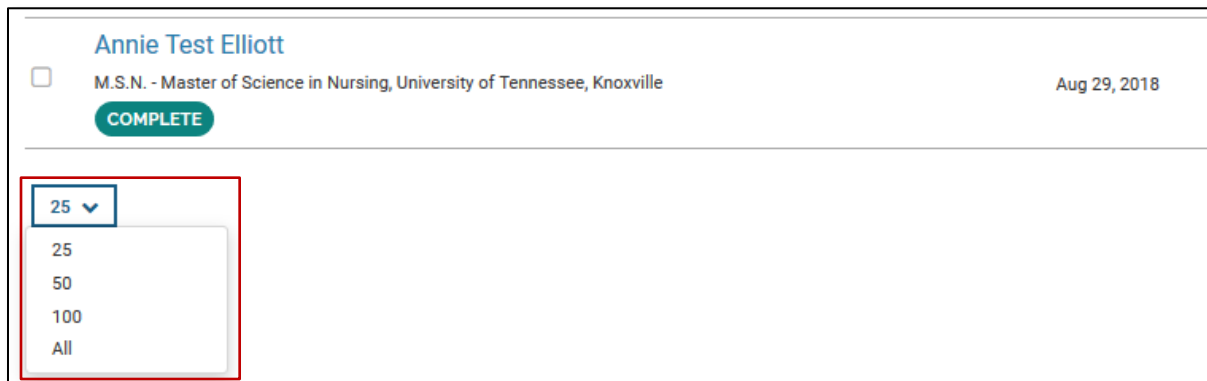 Annie Test Elliott
M.S.N. - Master of Science in Nursing, University of Tennessee, Knoxville
Aug 29, 2018
COMPLETE
25
25
50
100
All